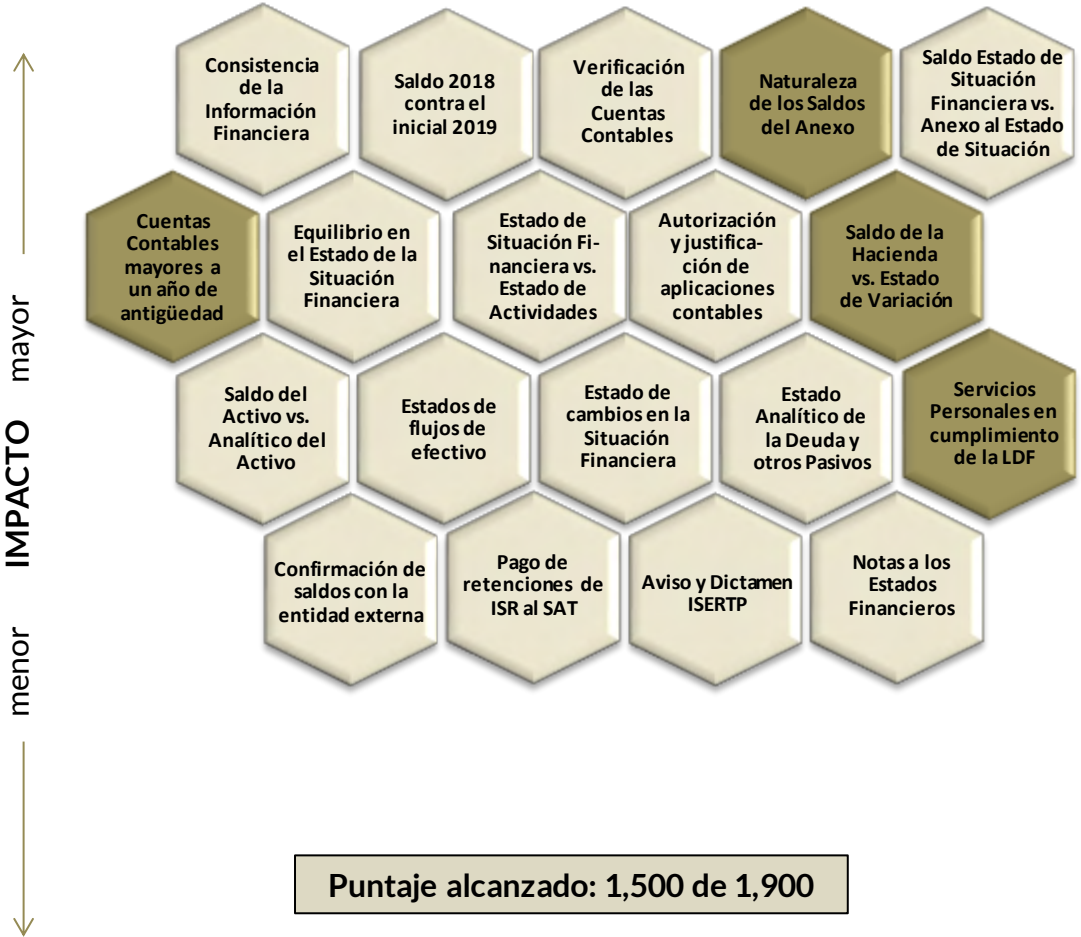 Consistencia
de la
Información
Financiera
Saldo 2018
contra el
inicial 2019
Verificación
de las
Cuentas
Contables
Naturaleza
de los Saldos
del Anexo
Saldo Estado de
Situación
Financiera vs.
Anexo al Estado
de Situación
Cuentas
Contables
mayores a
un año de
antigüedad
Equilibrio en
el Estado de la
Situación
Financiera
Estado de
Situación Fi-
nanciera vs.
Estado de
Actividades
Autorización
y justifica-
ción de
aplicaciones
contables
Saldo de la
Hacienda
vs. Estado
de Variación
Saldo del
Activo vs.
Analítico del
Activo
Estados de
flujos de
efectivo
Estado de
cambios en la
Situación
Financiera
Estado
Analítico de
la Deuda y
otros Pasivos
Servicios
Personales en
cumplimiento
de la LDF
Confirmación de
saldos con la
entidad externa
Pago de
retenciones de
ISR al SAT
Aviso y Dictamen
ISERTP
Notas a los
Estados
Financieros
menor IMPACTO mayor
Puntaje alcanzado: 1,500 de 1,900